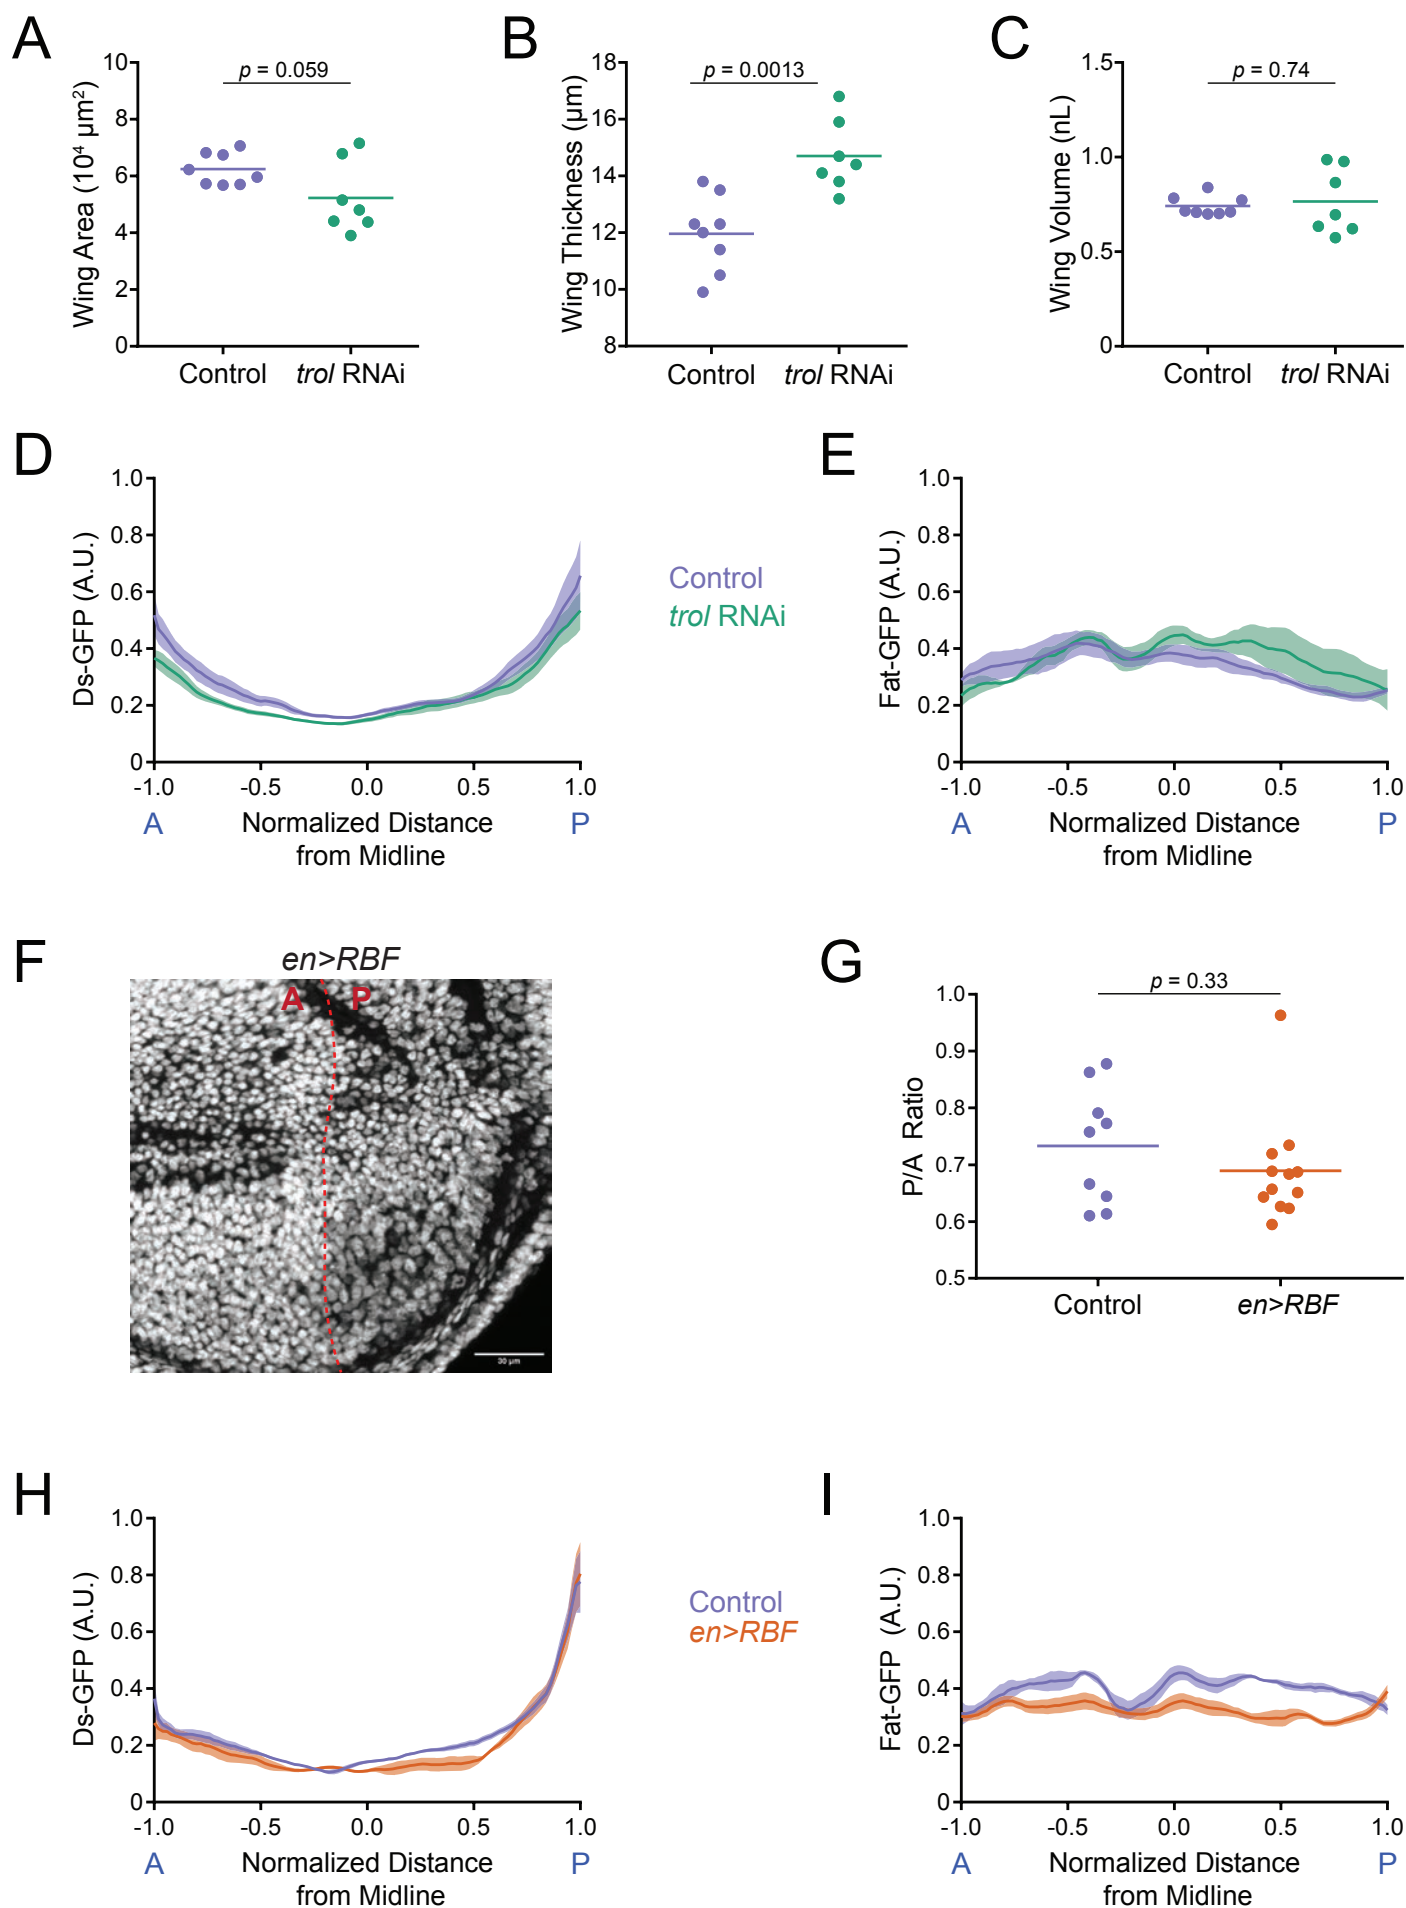 A
B
C
10
8
6
4
2
0
Wing Area (10⁴ µm²)
p = 0.059
Control
trol RNAi
18
16
14
12
10
8
Wing Thickness (µm)
p = 0.0013
Control
trol RNAi
1.5
1.0
0.5
0
Wing Volume (nL)
p = 0.74
Control
trol RNAi
D
1.0
0.8
0.6
0.4
0.2
0
Ds-GFP (A.U.)
-1.0
-0.5
0.0
0.5
1.0
A
Normalized Distance
from Midline
P
Control
trol RNAi
E
1.0
0.8
0.6
0.4
0.2
0
Fat-GFP (A.U.)
-1.0
-0.5
0.0
0.5
1.0
A
Normalized Distance
from Midline
P
F
en>RBF
A
P
30 µm
G
1.0
0.9
0.8
0.7
0.6
0.5
P/A Ratio
p = 0.33
Control
en>RBF
H
1.0
0.8
0.6
0.4
0.2
0
Ds-GFP (A.U.)
-1.0
-0.5
0.0
0.5
1.0
A
Normalized Distance
from Midline
P
Control
en>RBF
I
1.0
0.8
0.6
0.4
0.2
0
Fat-GFP (A.U.)
-1.0
-0.5
0.0
0.5
1.0
A
Normalized Distance
from Midline
P